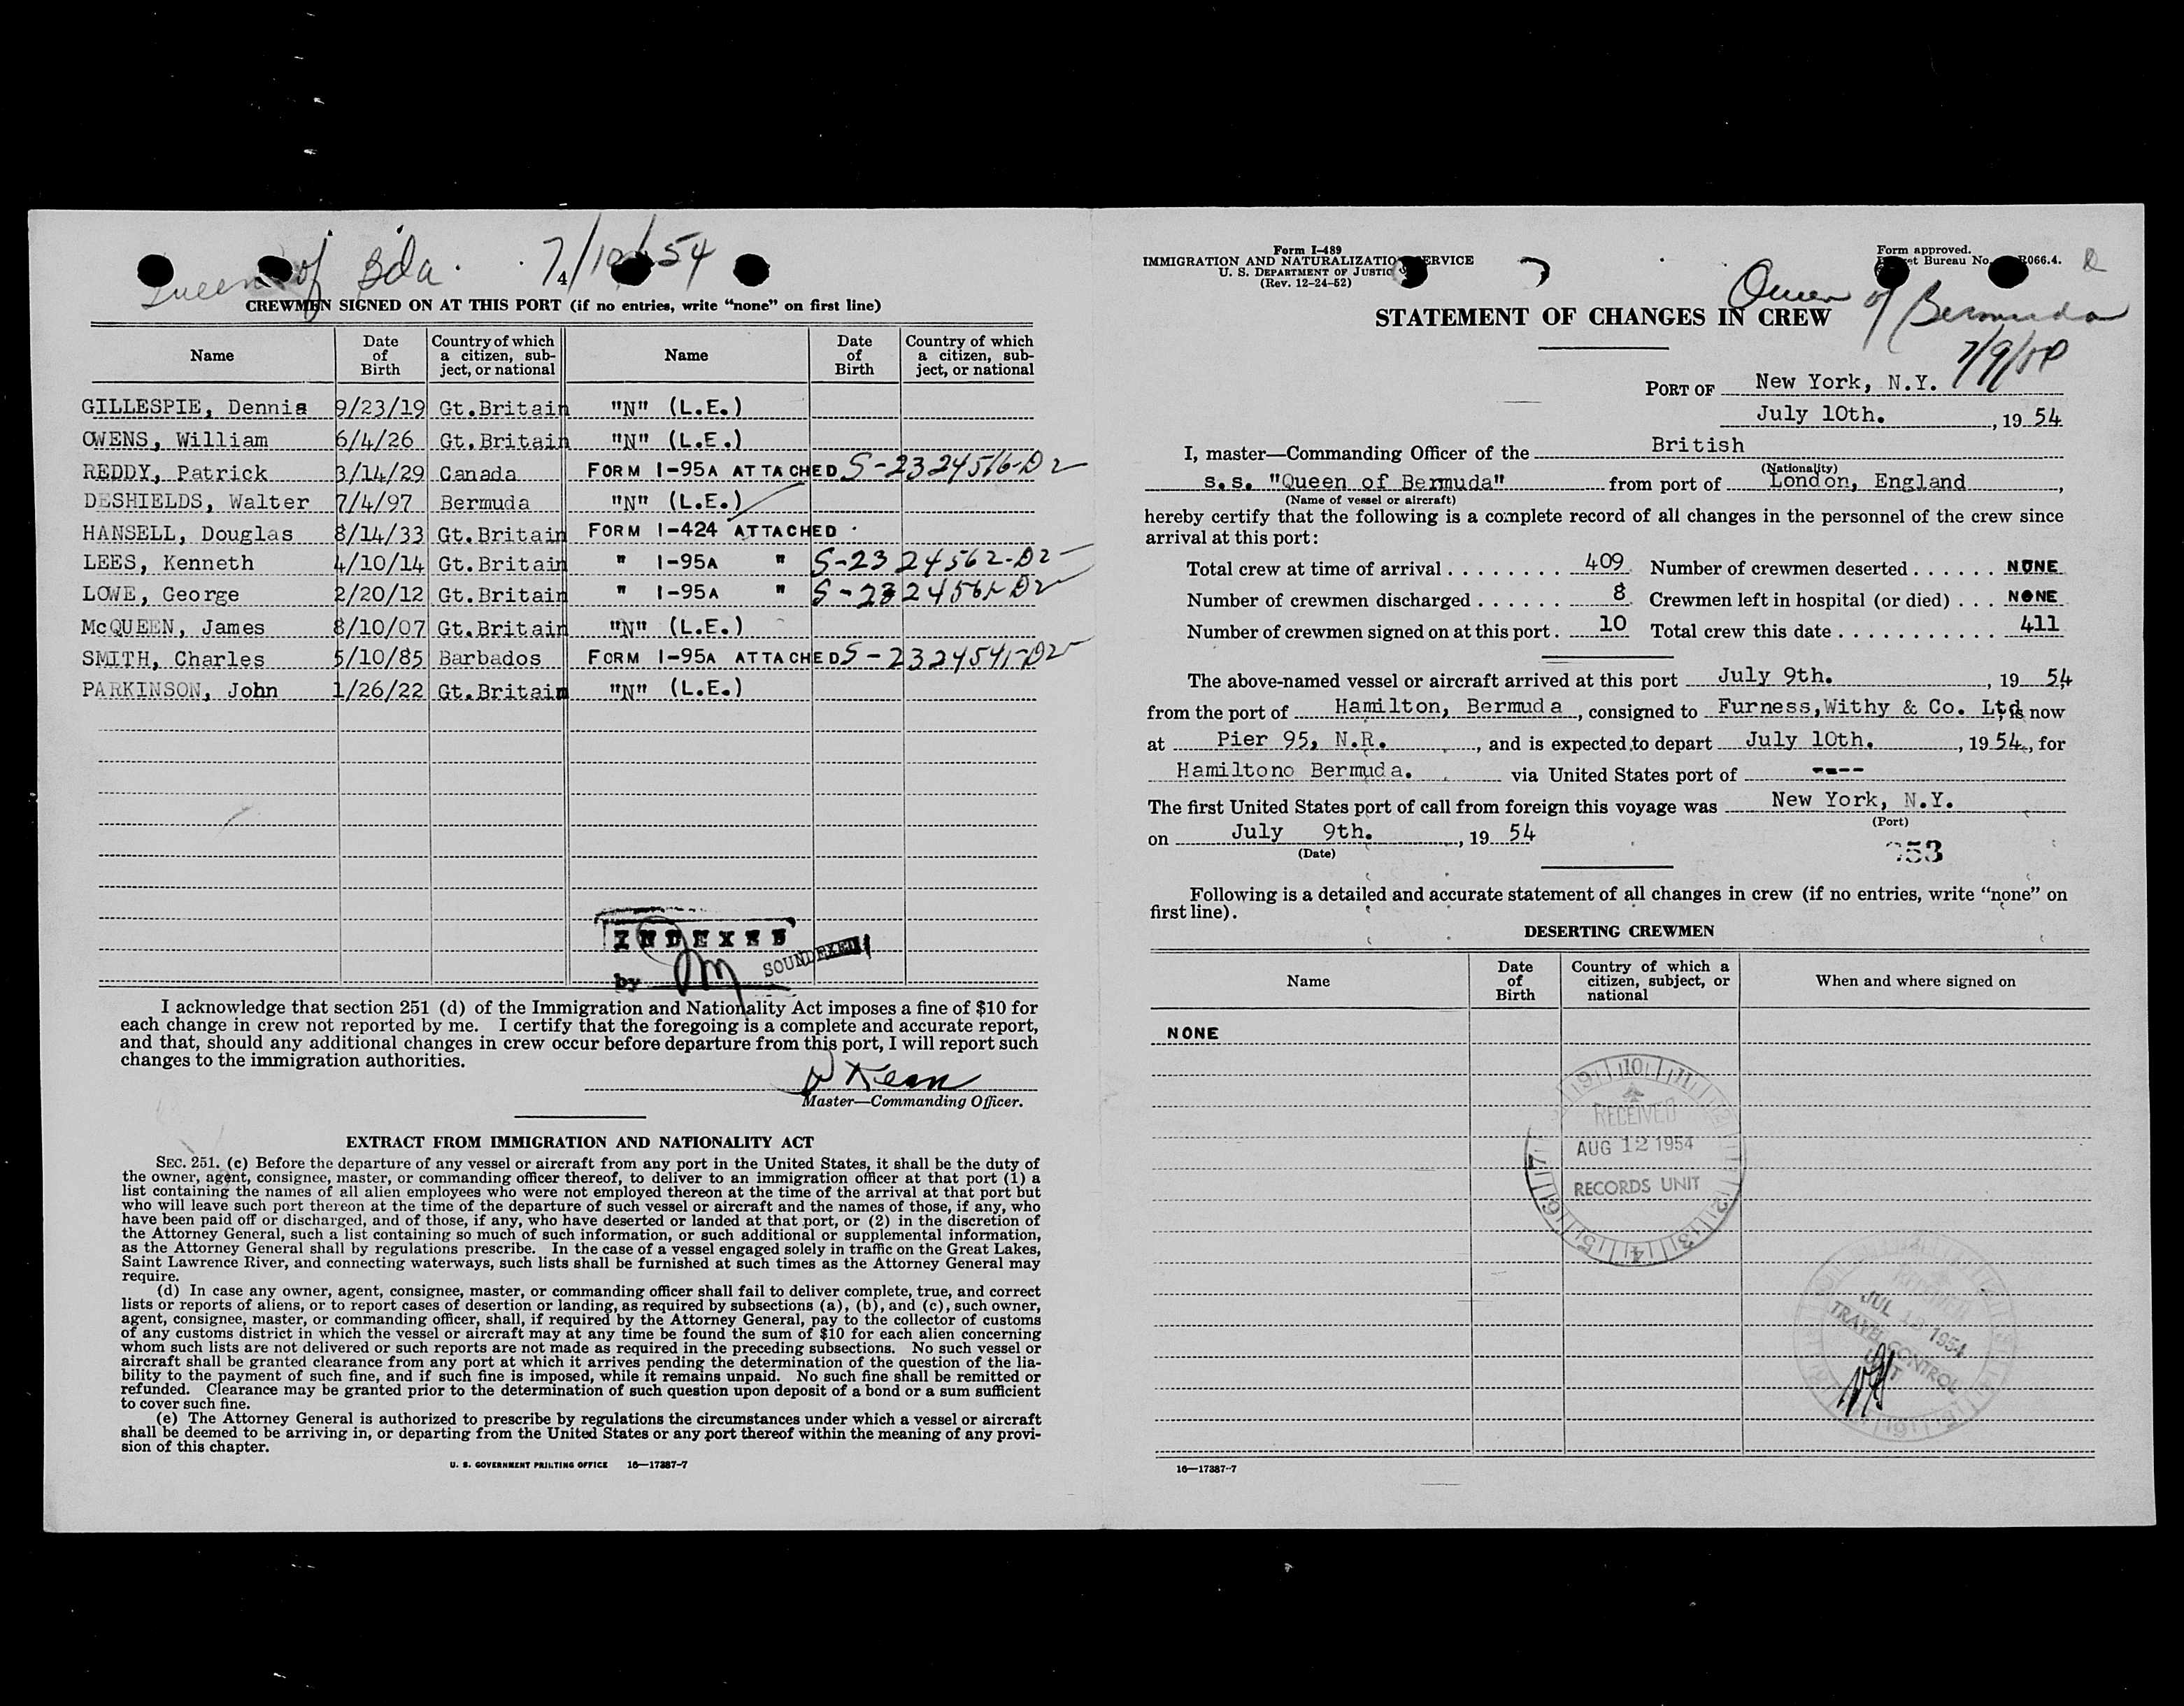 Queen of Bda. 7/10/54
4
CREWMEN SIGNED ON AT THIS PORT (if no entries, write “none” on first line)
Name Date of Birth Country of which a citizen, subject, or national Name Date of Birth Country of which a citizen, subject, or national
GILLESPIE, Dennis 9/23/19 Gt.Britain "N" (L.E.)
OWENS, William 6/4/26 Gt.Britain "N" (L.E.)
REDDY, Patrick 3/14/29 Canada FORM I-95A ATTACHED S-2324516-D2
DESHIELDS, Walter 7/4/97 Bermuda "N" (L.E.)
HANSELL, Douglas 8/14/33 Gt.Britain FORM I-424 ATTACHED
LEES, Kenneth 4/10/14 Gt.Britain " I-95A " S-2324562-D2
LOWE, George 2/20/12 Gt.Britain " I-95A "
McQUEEN, James 8/10/07 Gt.Britain "N" (L.E.)
SMITH, Charles 5/10/85 Barbados FORM I-95A ATTACHED S-2324541-D2
PARKINSON, John 1/26/22 Gt.Britain "N" (L.E.)
INDEXED
by
SOUNDEXED
I acknowledge that section 251 (d) of the Immigration and Nationality Act imposes a fine of $10 for
each change in crew not reported by me. I certify that the foregoing is a complete and accurate report,
and that, should any additional changes in crew occur before departure from this port, I will report such
changes to the immigration authorities.
Master—Commanding Officer.
EXTRACT FROM IMMIGRATION AND NATIONALITY ACT
SEC. 251. (c) Before the departure of any vessel or aircraft from any port in the United States, it shall be the duty of
the owner, agent, consignee, master, or commanding officer thereof, to deliver to an immigration officer at that port (1) a
list containing the names of all alien employees who were not employed thereon at the time of the arrival at that port but
who will leave such port thereon at the time of the departure of such vessel or aircraft and the names of those, if any, who
have been paid off or discharged, and of those, if any, who have deserted or landed at that port, or (2) in the discretion of
the Attorney General, such a list containing so much of such information, or such additional or supplemental information,
as the Attorney General shall by regulations prescribe. In the case of a vessel engaged solely in traffic on the Great Lakes,
Saint Lawrence River, and connecting waterways, such lists shall be furnished at such times as the Attorney General may
require.
(d) In case any owner, agent, consignee, master, or commanding officer shall fail to deliver complete, true, and correct
lists or reports of aliens, or to report cases of desertion or landing, as required by subsections (a), (b), and (c), such owner,
agent, consignee, master, or commanding officer, shall, if required by the Attorney General, pay to the collector of customs
of any customs district in which the vessel or aircraft may at any time be found the sum of $10 for each alien concerning
whom such lists are not delivered or such reports are not made as required in the preceding subsections. No such vessel or
aircraft shall be granted clearance from any port at which it arrives pending the determination of the question of the lia-
bility to the payment of such fine, and if such fine is imposed, while it remains unpaid. No such fine shall be remitted or
refunded. Clearance may be granted prior to the determination of such question upon deposit of a bond or a sum sufficient
to cover such fine.
(e) The Attorney General is authorized to prescribe by regulations the circumstances under which a vessel or aircraft
shall be deemed to be arriving in, or departing from the United States or any port thereof within the meaning of any provi-
sion of this chapter.
U. S. GOVERNMENT PRINTING OFFICE 16—17387-7
Form I-489
IMMIGRATION AND NATURALIZATION SERVICE
U. S. DEPARTMENT OF JUSTICE
(Rev. 12-24-52)
Form approved.
Budget Bureau No. R066.4.
Queen of Bermuda
STATEMENT OF CHANGES IN CREW
PORT OF New York, N.Y.
July 10th. , 19 54
I, master—Commanding Officer of the British
(Nationality)
s.s. "Queen of Bermuda" from port of London, England ,
(Name of vessel or aircraft)
hereby certify that the following is a complete record of all changes in the personnel of the crew since
arrival at this port:
Total crew at time of arrival . . . . . . . . 409 Number of crewmen deserted . . . . . . NONE
Number of crewmen discharged . . . . . . 8 Crewmen left in hospital (or died) . . . NONE
Number of crewmen signed on at this port . 10 Total crew this date . . . . . . . . . . . 411
The above-named vessel or aircraft arrived at this port July 9th. , 19 54
from the port of Hamilton, Bermuda , consigned to Furness,Withy & Co. Ltd, is now
at Pier 95, N.R. , and is expected to depart July 10th. , 19 54, for
Hamiltono Bermuda. via United States port of ----
The first United States port of call from foreign this voyage was New York, N.Y.
(Port)
on July 9th. , 19 54
(Date)
53
Following is a detailed and accurate statement of all changes in crew (if no entries, write “none” on
first line).
DESERTING CREWMEN
Name Date of Birth Country of which a citizen, subject, or national When and where signed on
NONE
RECEIVED
AUG 12 1954
RECORDS UNIT
RECEIVED
JUL 12 1954
TRAVEL CONTROL
UNIT
16—17387-7